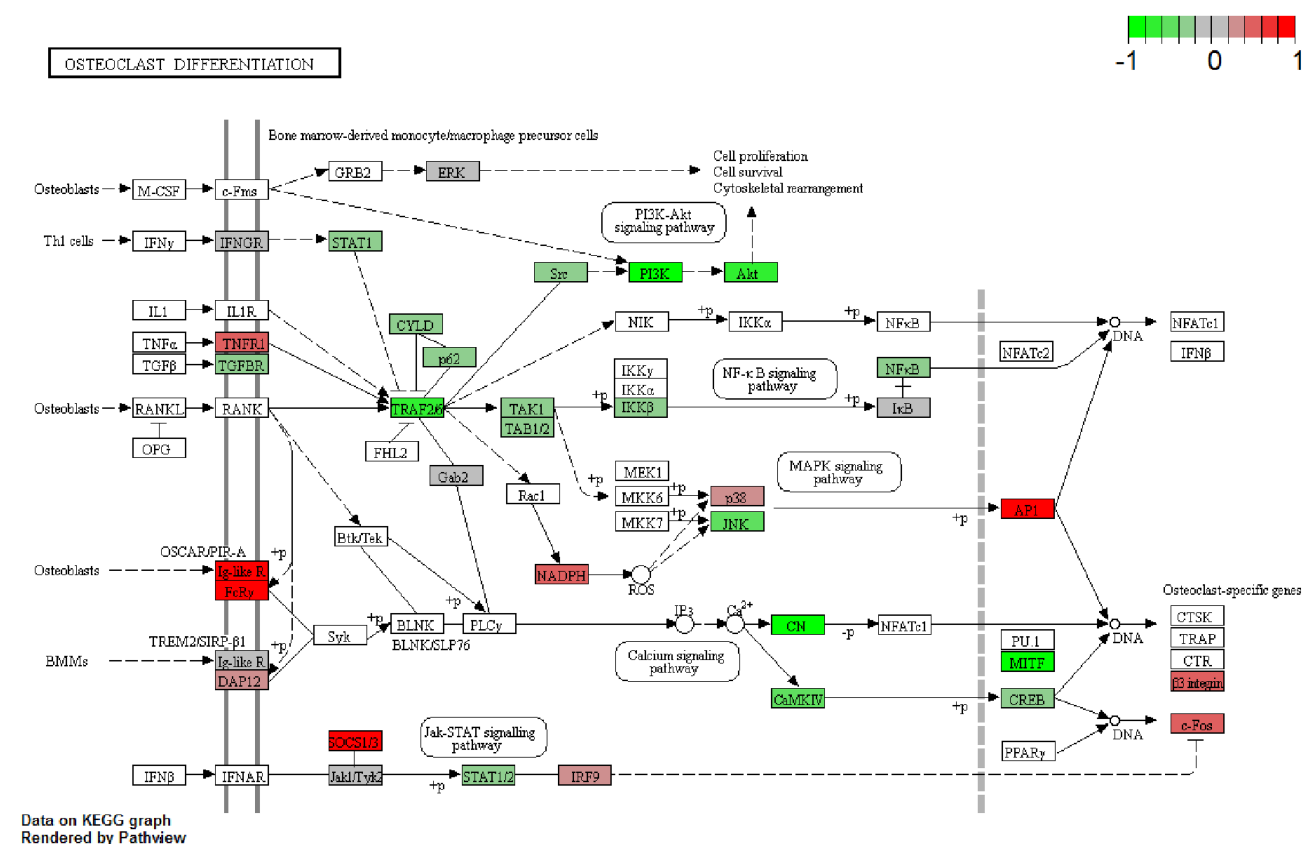 -1 0 1
OSTEOCLAST DIFFERENTIATION
Bone marrow-derived monocyte/macrophage precursor cells
Osteoblasts
M-CSF
c-Fms
GRB2
ERK
Cell proliferation
Cell survival
Cytoskeletal rearrangement
PI3K-Akt
signaling pathway
Th1 cells
IFNγ
IFNGR
STAT1
Src
PI3K
Akt
IL1
IL1R
TNFα
TNFR1
TGFβ
TGFBR
CYLD
p62
NIK
+p
IKKα
+p
NFκB
DNA
NFATc1
IFNβ
NFATc2
IKKγ
IKKα
IKKβ
+p
NF-κ B signaling
pathway
NFκB
+p
IκB
Osteoblasts
RANKL
RANK
TRAF26
TAK1
TAB1/2
OPG
FHL2
Gab2
Rac1
MEK1
MKK6
MKK7
+p
+p
+p
p38
JNK
MAPK signaling
pathway
+p
AP1
Btk/Tek
NADPH
ROS
OSCAR/PIR-A
+p
Osteoblasts
Ig-like R
FcRγ
Syk
+p
BLNK
BLNK/SLP76
+p
PLCγ
IP3
Ca2+
CN
-p
NFATc1
DNA
Calcium signaling
pathway
TREM2/SIRP-β1
BMMs
Ig-like R
DAP12
CaMKIV
+p
PU.1
MITF
CREB
Osteoclast-specific genes
CTSK
TRAP
CTR
β3 integrin
DNA
c-Fos
PPARγ
SOCS1/3
Jak-STAT signalling
pathway
IFNβ
IFNAR
Jak1/Tyk2
+p
STAT1/2
IRF9
Data on KEGG graph
Rendered by Pathview